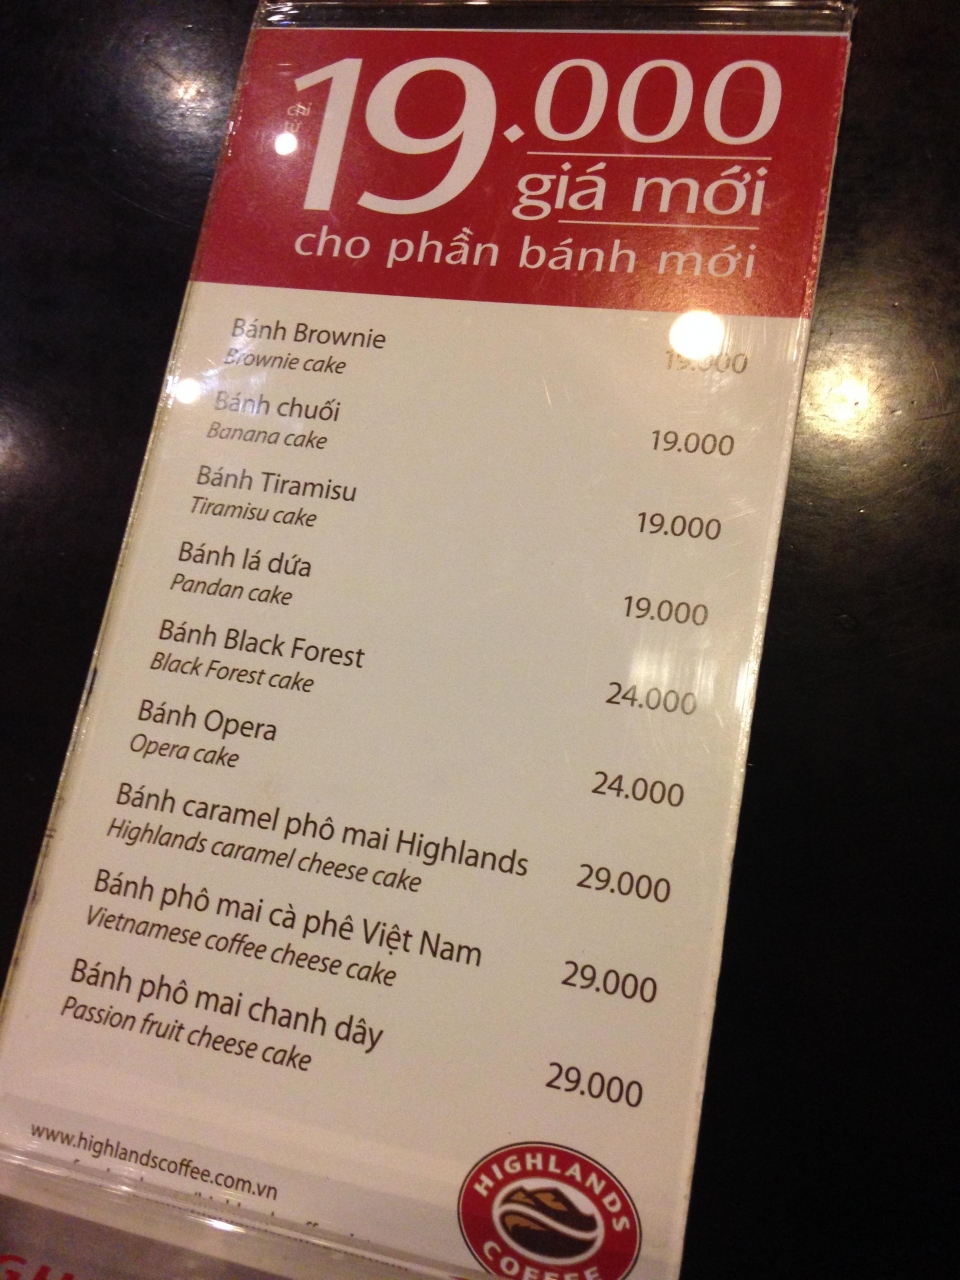 chỉ từ 19.000
giá mới
cho phần bánh mới
Bánh Brownie 19.000
Brownie cake
Bánh chuối 19.000
Banana cake
Bánh Tiramisu 19.000
Tiramisu cake
Bánh lá dứa 19.000
Pandan cake
Bánh Black Forest 24.000
Black Forest cake
Bánh Opera 24.000
Opera cake
Bánh caramel phô mai Highlands 29.000
Highlands caramel cheese cake
Bánh phô mai cà phê Việt Nam 29.000
Vietnamese coffee cheese cake
Bánh phô mai chanh dây 29.000
Passion fruit cheese cake
www.highlandscoffee.com.vn
HIGHLANDS
COFFEE